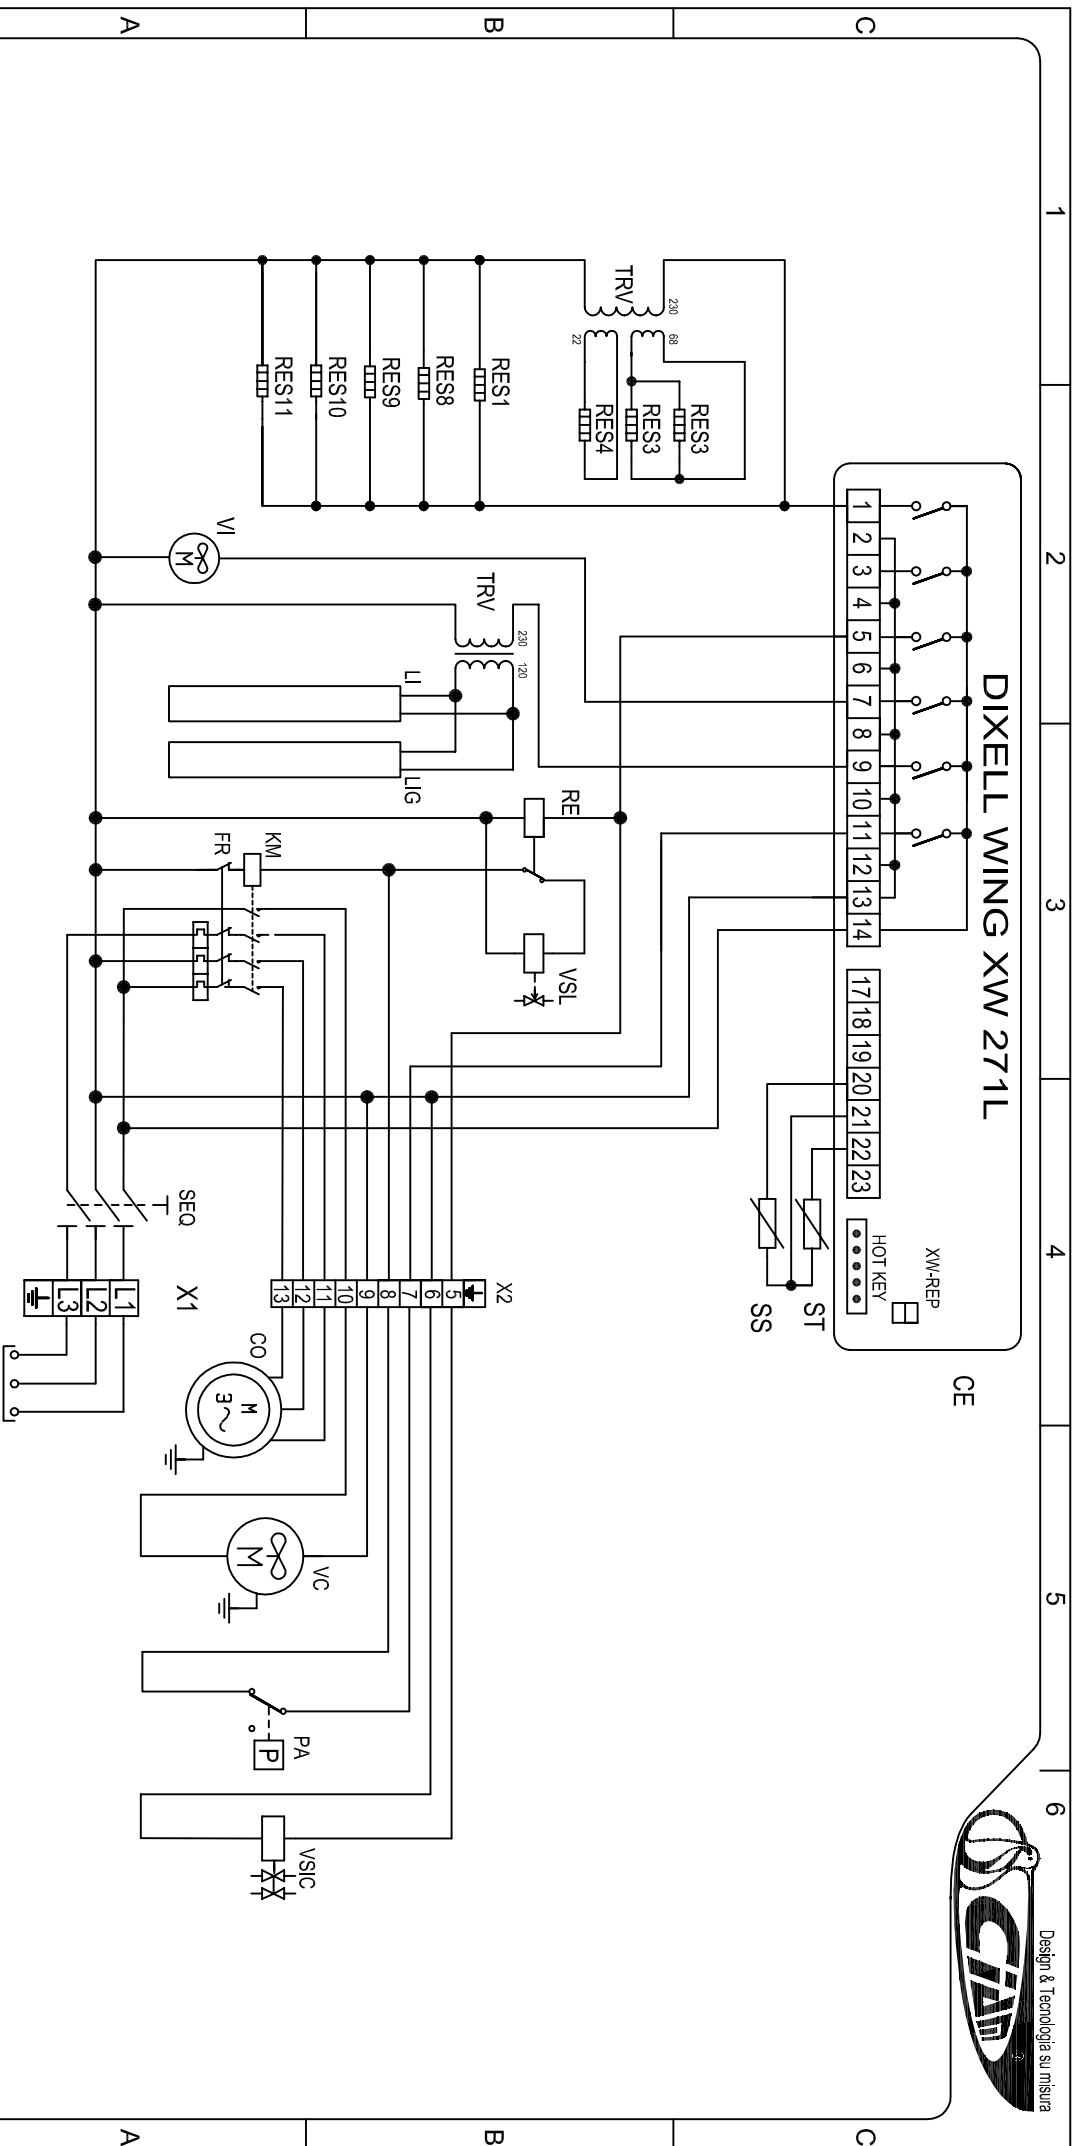 1
2
3
4
5
6
C
B
A
C
B
A
Design & Tecnologia su misura
CIAM
®
DIXELL WING XW 271L
CE
XW-REP
HOT KEY
1 2 3 4 5 6 7 8 9 10 11 12 13 14
17 18 19 20 21 22 23
ST
SS
TRV
230
68
22
RES3
RES3
RES4
RES1
RES8
RES9
RES10
RES11
VI
M
TRV
230
120
LI
LIG
RE
VSL
KM
FR
X2
5 6 7 8 9 10 11 12 13
SEQ
X1
L1
L2
L3
CO
M
3~
VC
M
PA
P
VSIC